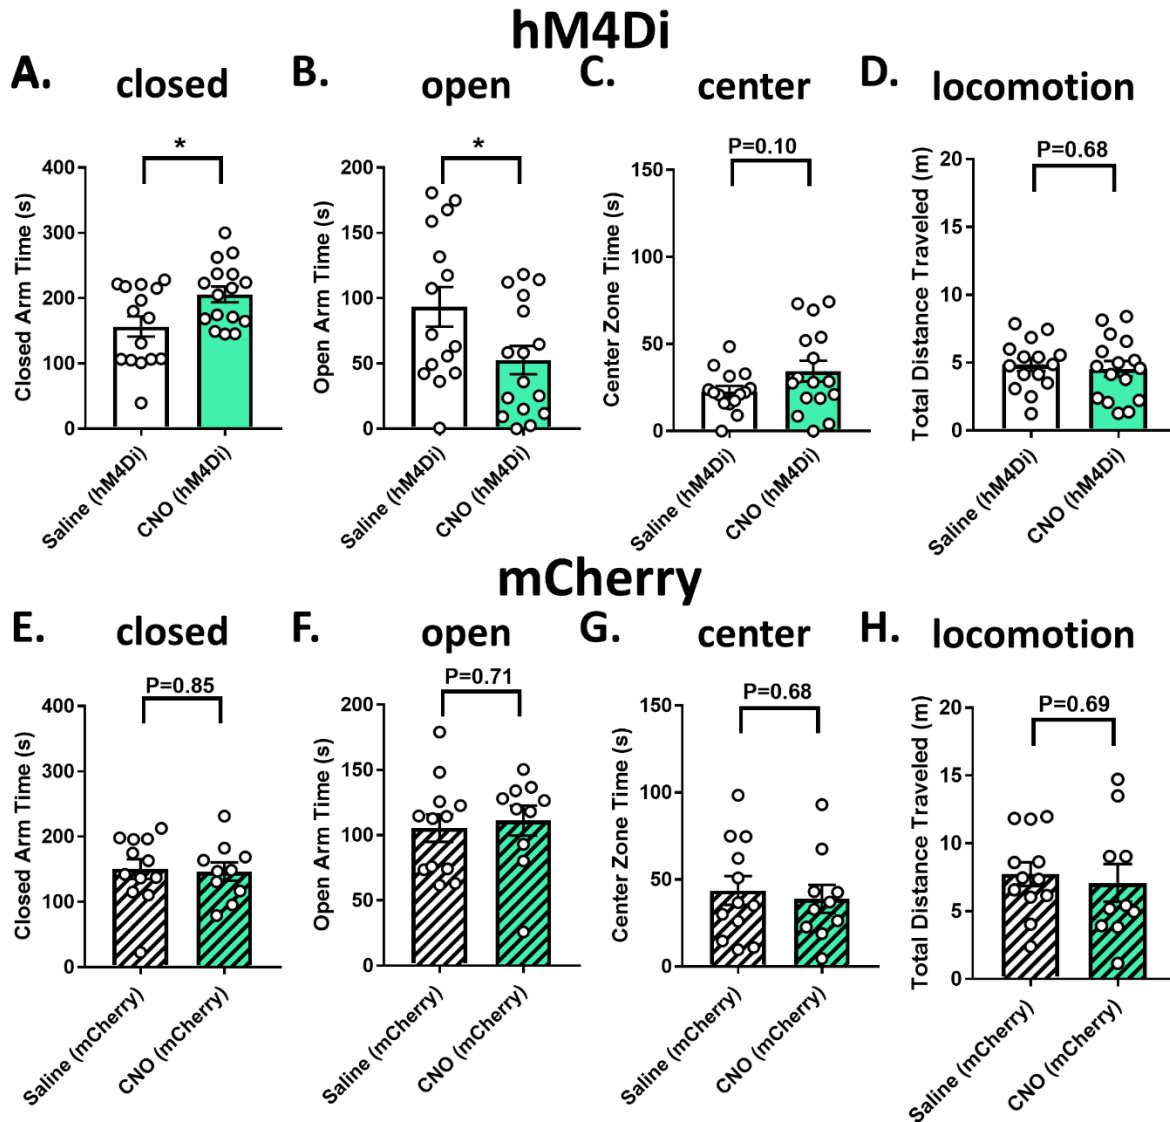 hM4Di
A. closed
B. open
C. center
D. locomotion
*
*
P=0.10
P=0.68
Closed Arm Time (s)
400
300
200
100
0
Saline (hM4Di)
CNO (hM4Di)
Open Arm Time (s)
200
150
100
50
0
Saline (hM4Di)
CNO (hM4Di)
Center Zone Time (s)
150
100
50
0
Saline (hM4Di)
CNO (hM4Di)
Total Distance Traveled (m)
20
15
10
5
0
Saline (hM4Di)
CNO (hM4Di)
mCherry
E. closed
F. open
G. center
H. locomotion
P=0.85
P=0.71
P=0.68
P=0.69
Closed Arm Time (s)
400
300
200
100
0
Saline (mCherry)
CNO (mCherry)
Open Arm Time (s)
200
150
100
50
0
Saline (mCherry)
CNO (mCherry)
Center Zone Time (s)
150
100
50
0
Saline (mCherry)
CNO (mCherry)
Total Distance Traveled (m)
20
15
10
5
0
Saline (mCherry)
CNO (mCherry)